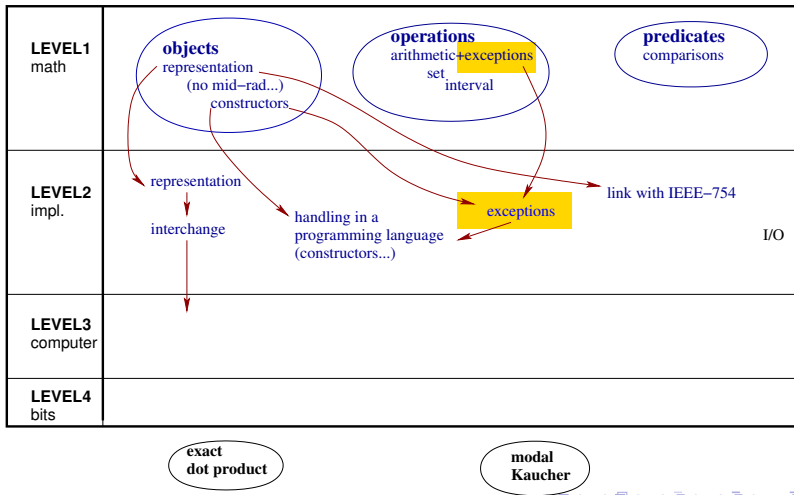 LEVEL1
math
objects
representation
(no mid−rad...)
constructors
operations
arithmetic+exceptions
set
interval
predicates
comparisons
LEVEL2
impl.
representation
interchange
handling in a
programming language
(constructors...)
exceptions
link with IEEE−754
I/O
LEVEL3
computer
LEVEL4
bits
exact
dot product
modal
Kaucher